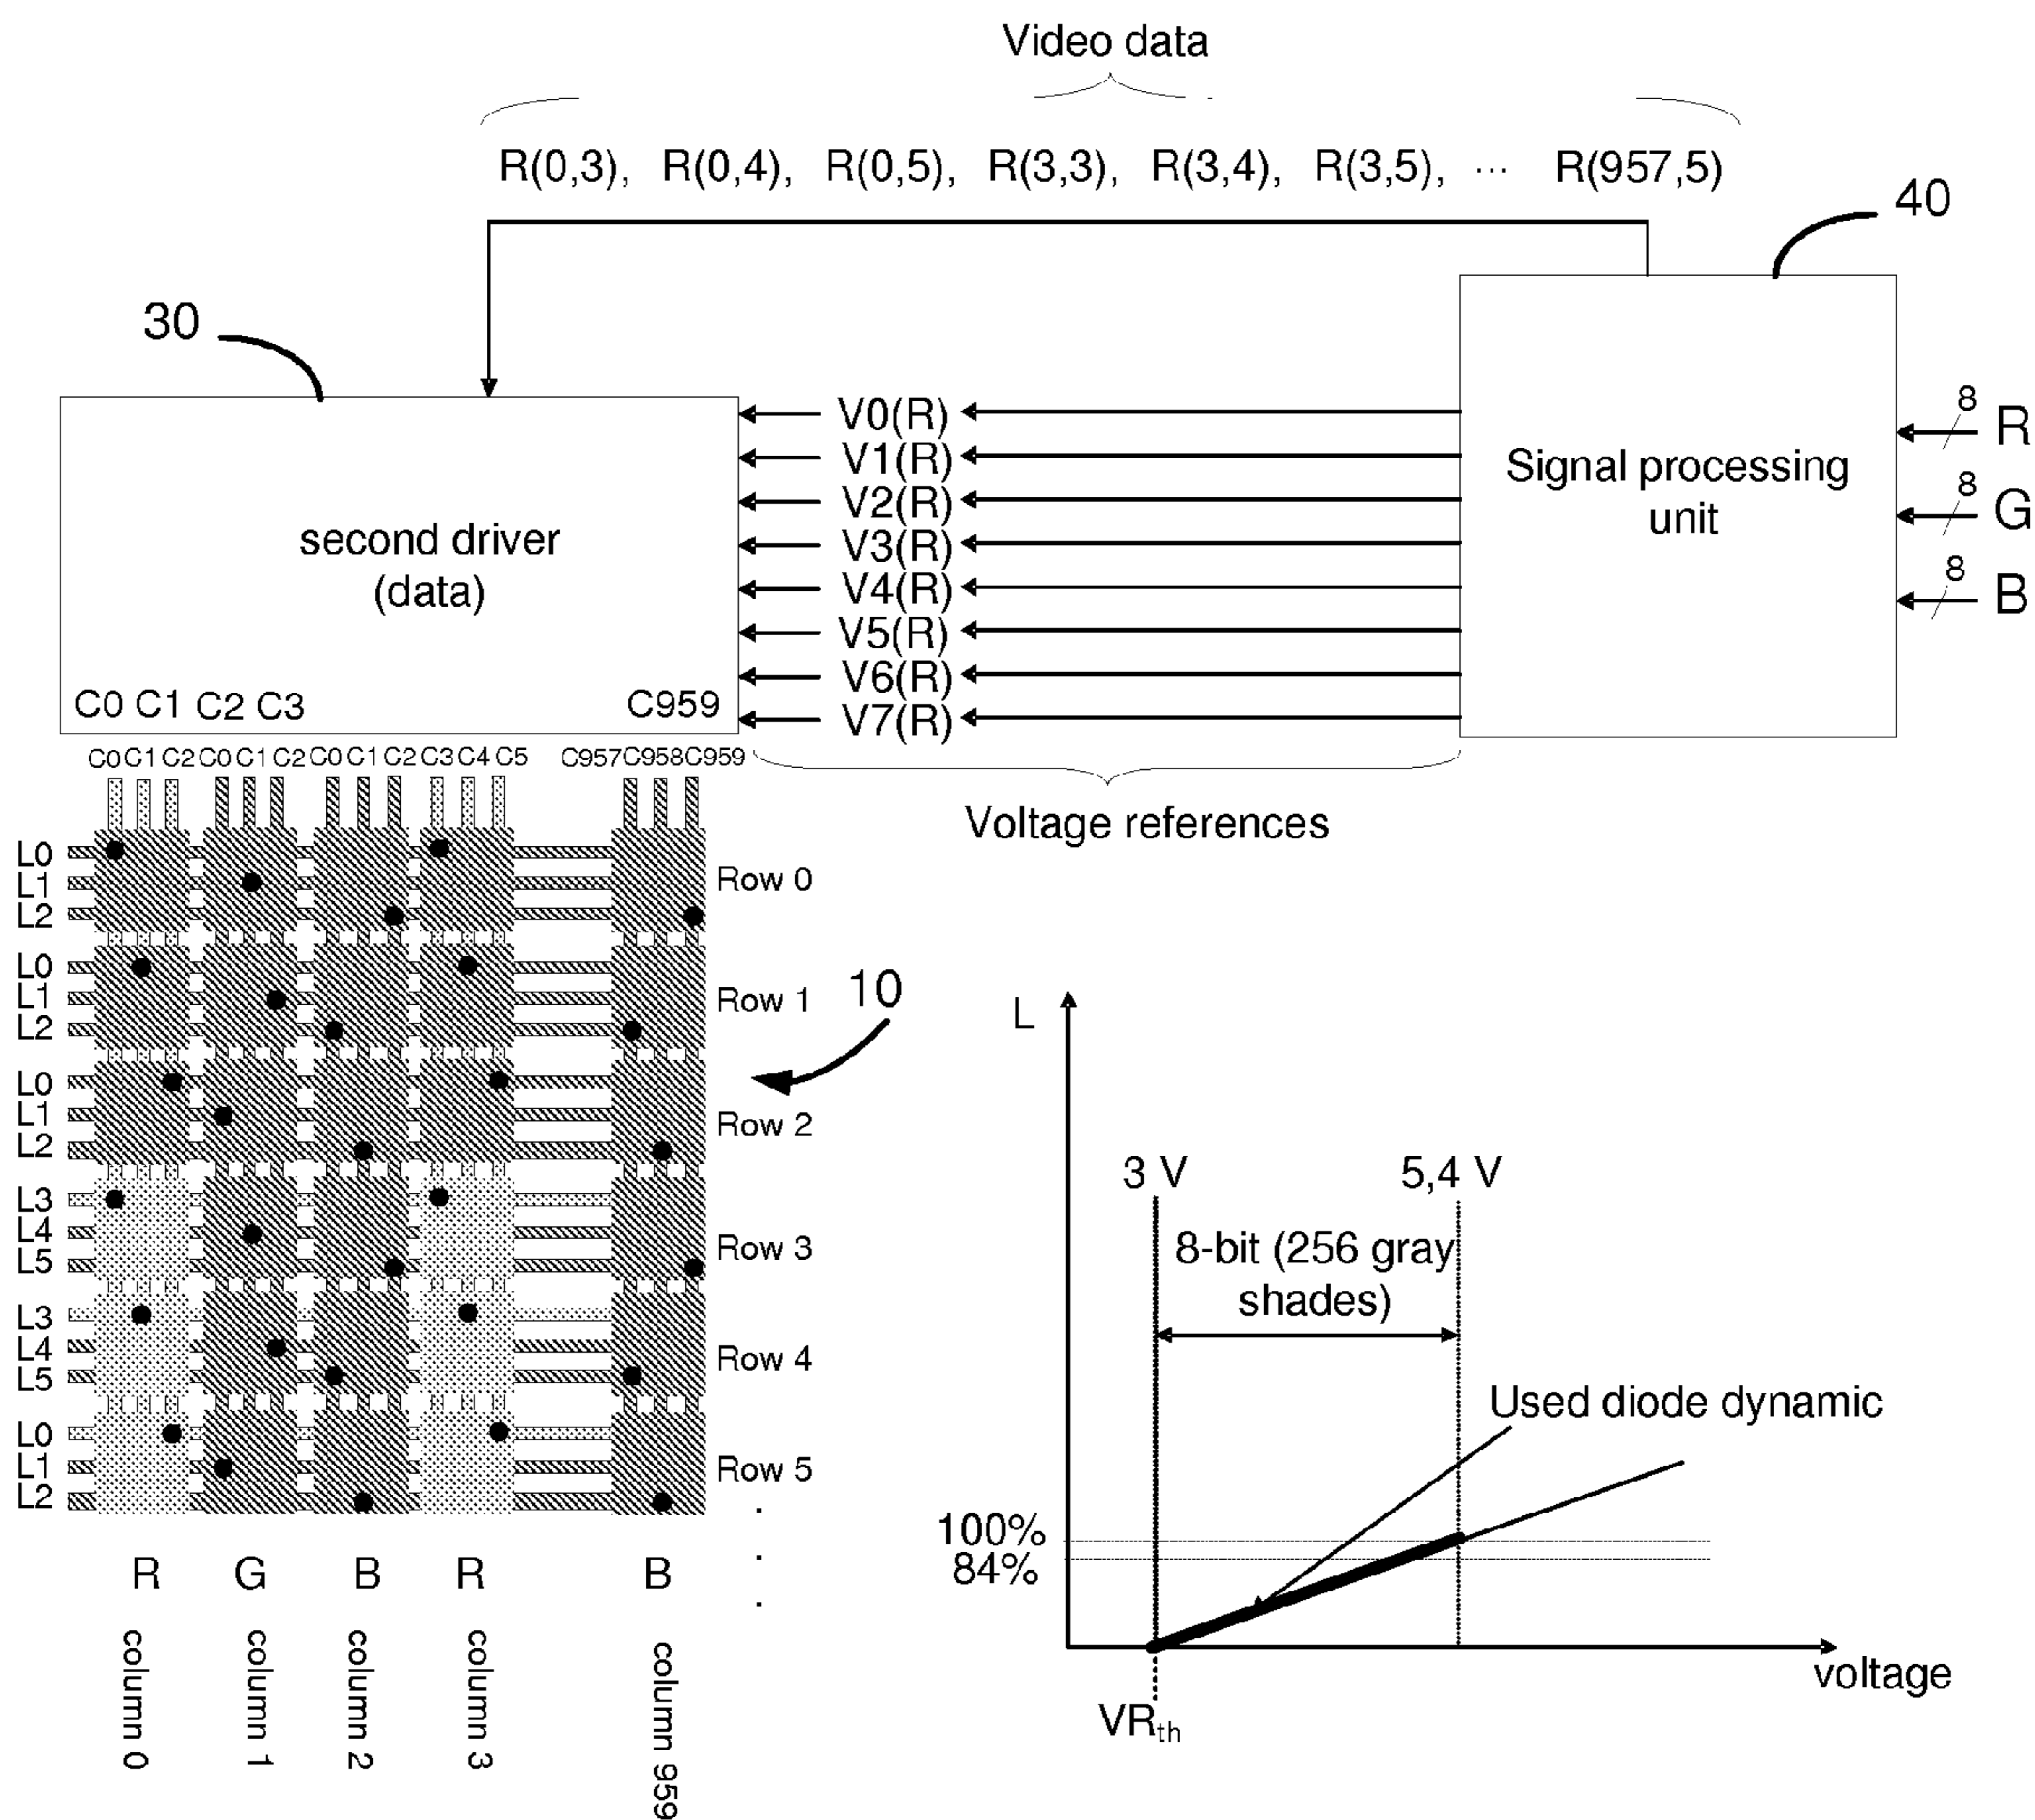 Video data
R(0,3), R(0,4), R(0,5), R(3,3), R(3,4), R(3,5), ... R(957,5)
40
30
second driver
(data)
C0 C1 C2 C3 C959
V0(R)
V1(R)
V2(R)
V3(R)
V4(R)
V5(R)
V6(R)
V7(R)
Voltage references
Signal processing
unit
8 R
8 G
8 B
C0 C1 C2 C0 C1 C2 C0 C1 C2 C3 C4 C5 C957 C958 C959
L0
L1 Row 0
L2
L0
L1 Row 1
L2
L0
L1 Row 2
L2
L3
L4 Row 3
L5
L3
L4 Row 4
L5
L0
L1 Row 5
L2
.
.
.
10
R G B R B
column 0
column 1
column 2
column 3
column 959
L
3 V 5,4 V
8-bit (256 gray
shades)
Used diode dynamic
100%
84%
voltage
VRth